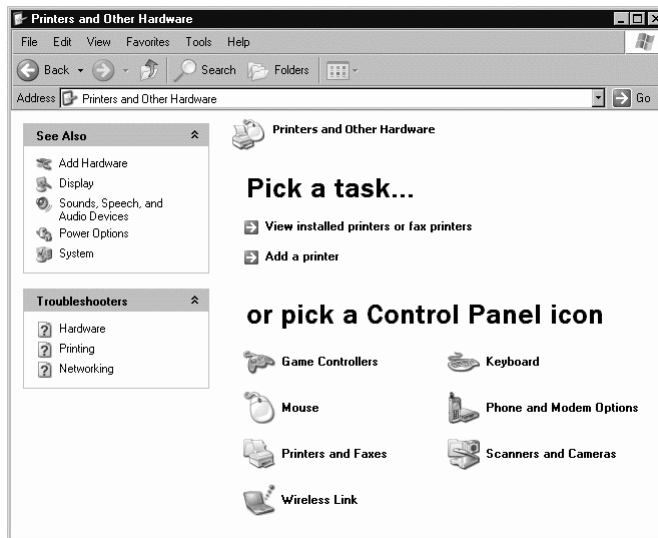 Printers and Other Hardware
File Edit View Favorites Tools Help
Back Search Folders
Address Printers and Other Hardware Go
See Also
Add Hardware
Display
Sounds, Speech, and
Audio Devices
Power Options
System
Troubleshooters
Hardware
Printing
Networking
Printers and Other Hardware
Pick a task...
View installed printers or fax printers
Add a printer
or pick a Control Panel icon
Game Controllers Keyboard
Mouse Phone and Modem Options
Printers and Faxes Scanners and Cameras
Wireless Link